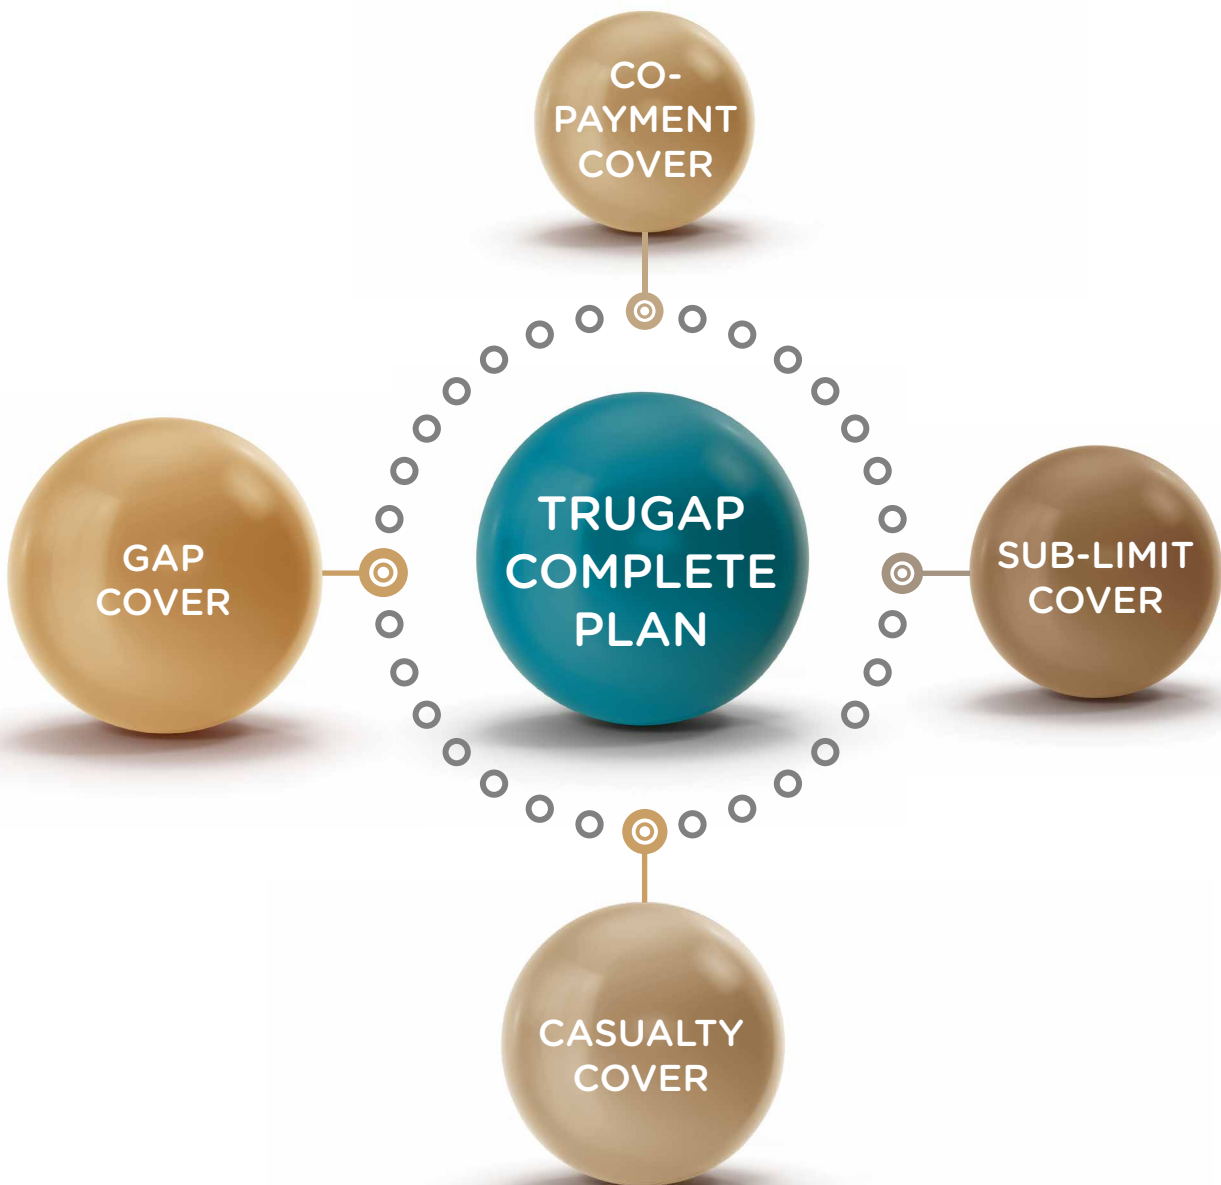 CO-
PAYMENT
COVER
GAP
COVER
TRUGAP
COMPLETE
PLAN
SUB-LIMIT
COVER
CASUALTY
COVER